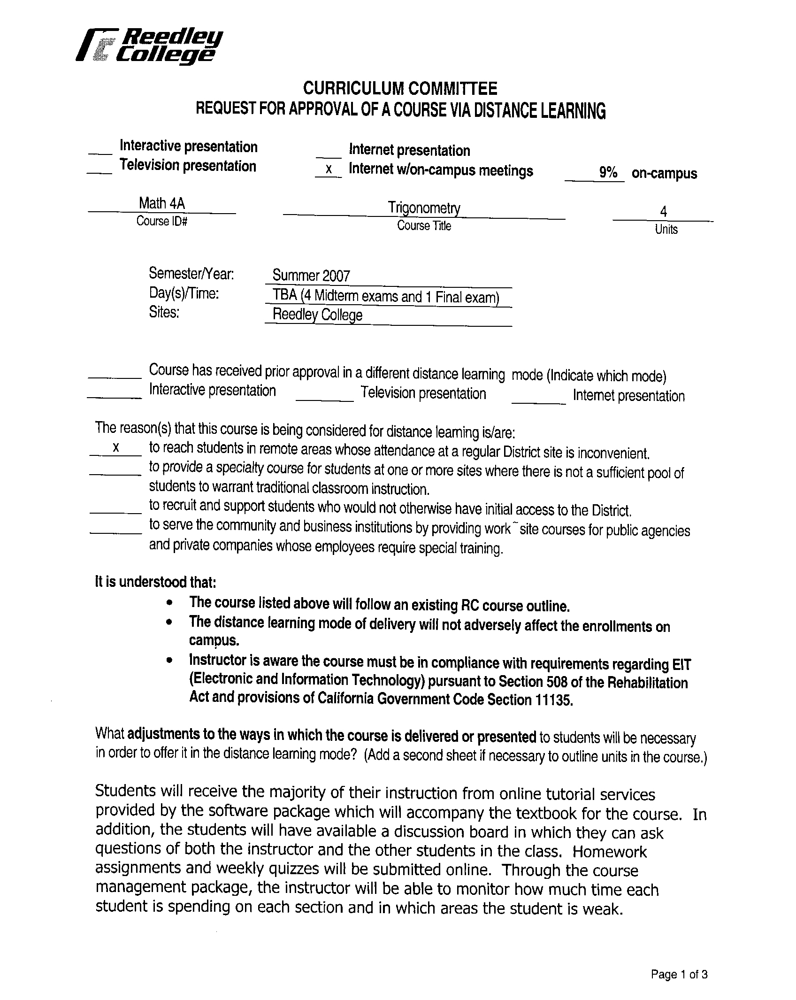 Reedley
College
CURRICULUM COMMITTEE
REQUEST FOR APPROVAL OF A COURSE VIA DISTANCE LEARNING
___ Interactive presentation ___ Internet presentation
___ Television presentation x Internet w/on-campus meetings 9% on-campus
Math 4A Trigonometry 4
Course ID# Course Title Units
Semester/Year: Summer 2007
Day(s)/Time: TBA (4 Midterm exams and 1 Final exam)
Sites: Reedley College
___ Course has received prior approval in a different distance learning mode (Indicate which mode)
___ Interactive presentation ___ Television presentation ___ Internet presentation
The reason(s) that this course is being considered for distance learning is/are:
x to reach students in remote areas whose attendance at a regular District site is inconvenient.
___ to provide a specialty course for students at one or more sites where there is not a sufficient pool of
students to warrant traditional classroom instruction.
___ to recruit and support students who would not otherwise have initial access to the District.
___ to serve the community and business institutions by providing work-site courses for public agencies
and private companies whose employees require special training.
It is understood that:
• The course listed above will follow an existing RC course outline.
• The distance learning mode of delivery will not adversely affect the enrollments on
campus.
• Instructor is aware the course must be in compliance with requirements regarding EIT
(Electronic and Information Technology) pursuant to Section 508 of the Rehabilitation
Act and provisions of California Government Code Section 11135.
What adjustments to the ways in which the course is delivered or presented to students will be necessary
in order to offer it in the distance learning mode? (Add a second sheet if necessary to outline units in the course.)
Students will receive the majority of their instruction from online tutorial services
provided by the software package which will accompany the textbook for the course. In
addition, the students will have available a discussion board in which they can ask
questions of both the instructor and the other students in the class. Homework
assignments and weekly quizzes will be submitted online. Through the course
management package, the instructor will be able to monitor how much time each
student is spending on each section and in which areas the student is weak.
Page 1 of 3